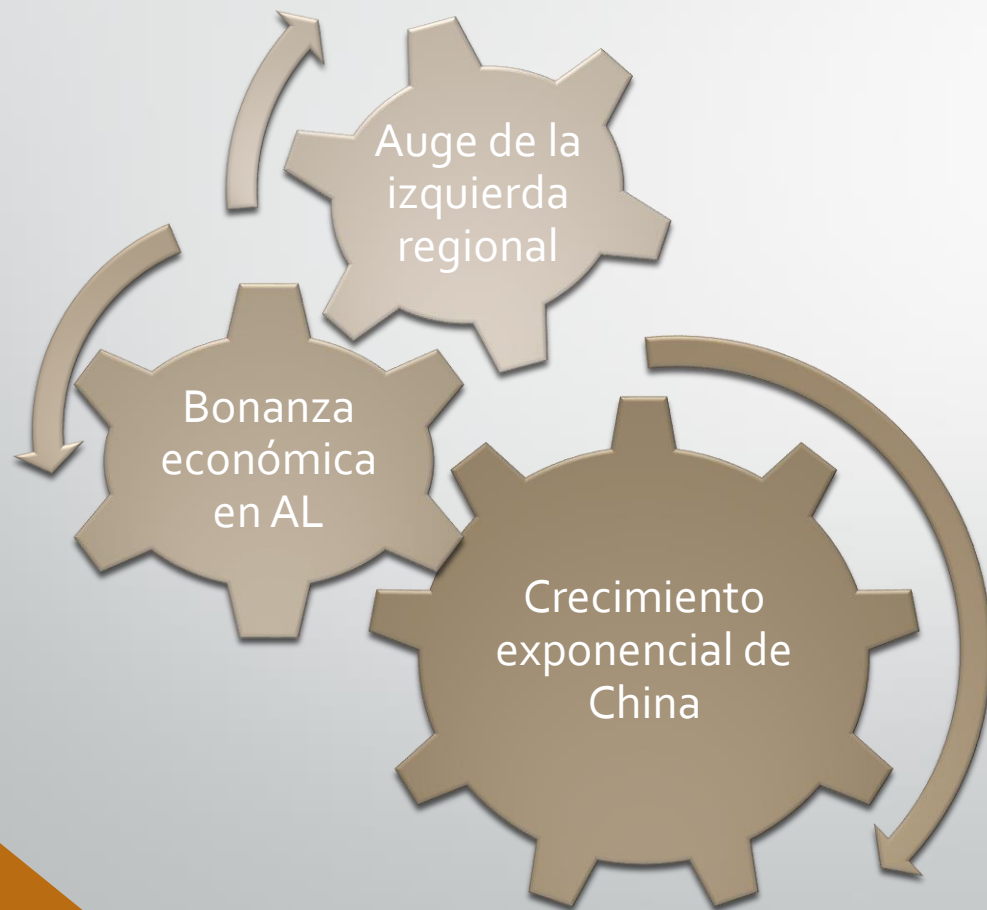 Auge de la
izquierda
regional
Bonanza
económica
en AL
Crecimiento
exponencial de
China